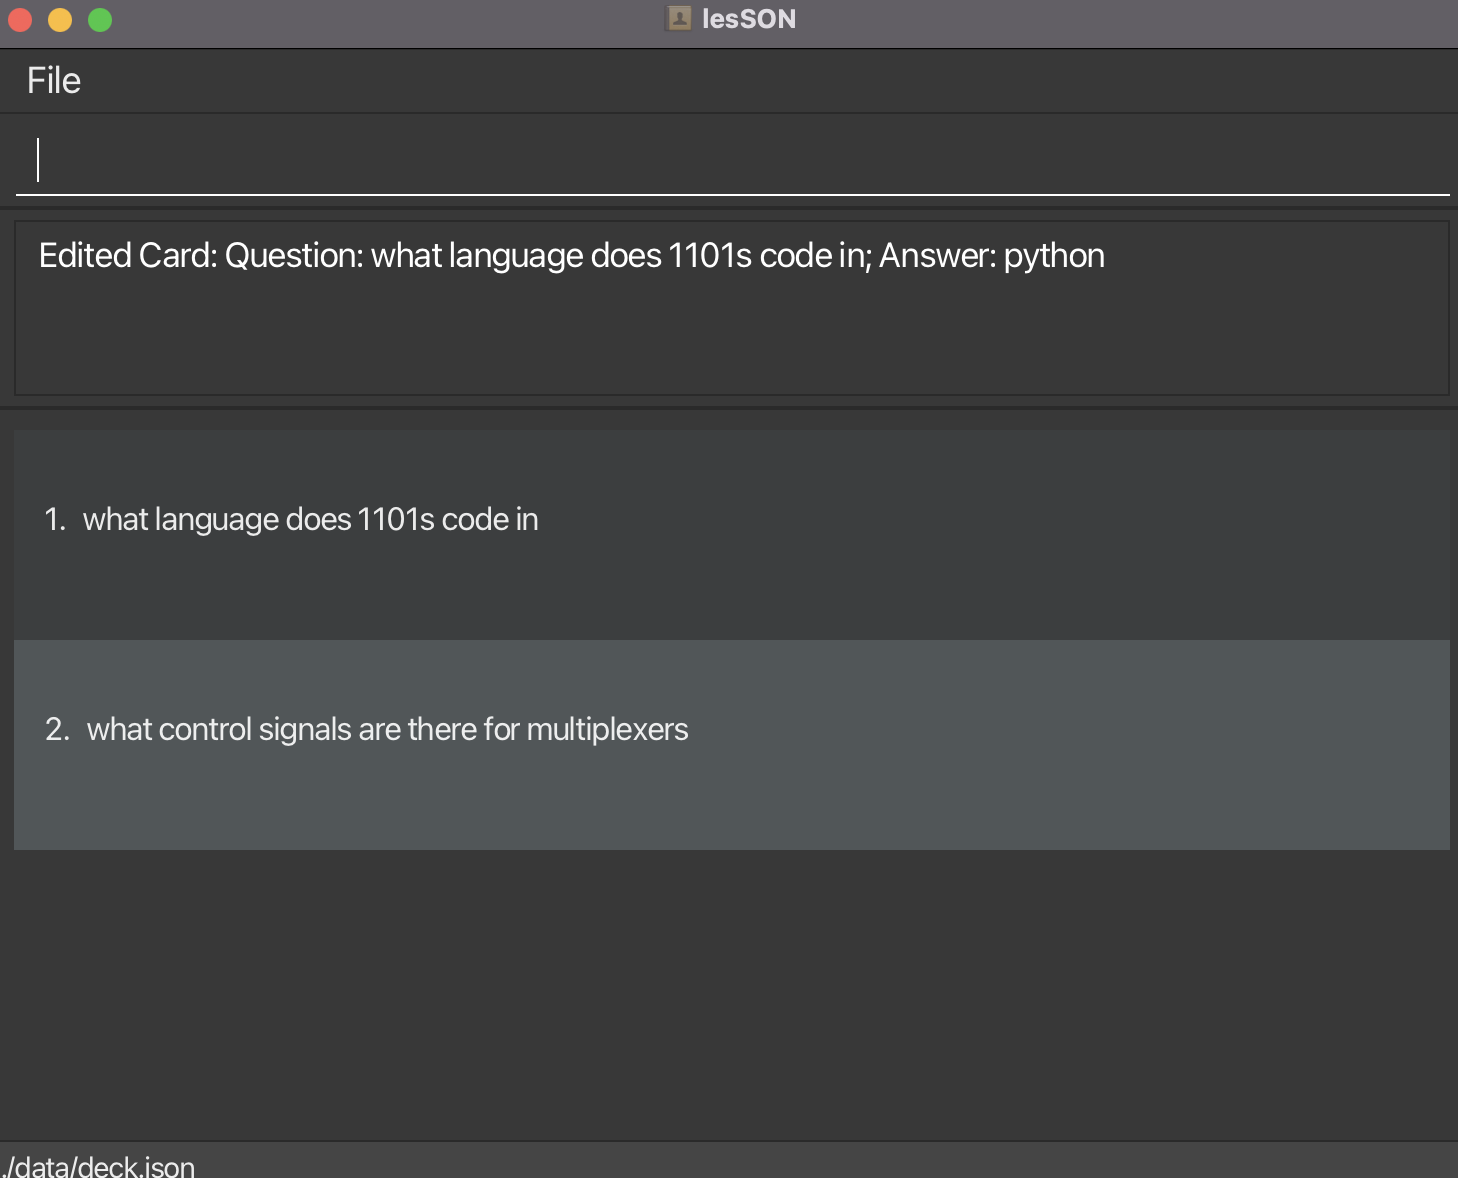 lesSON
File
Edited Card: Question: what language does 1101s code in; Answer: python
1. what language does 1101s code in
2. what control signals are there for multiplexers
./data/deck.json